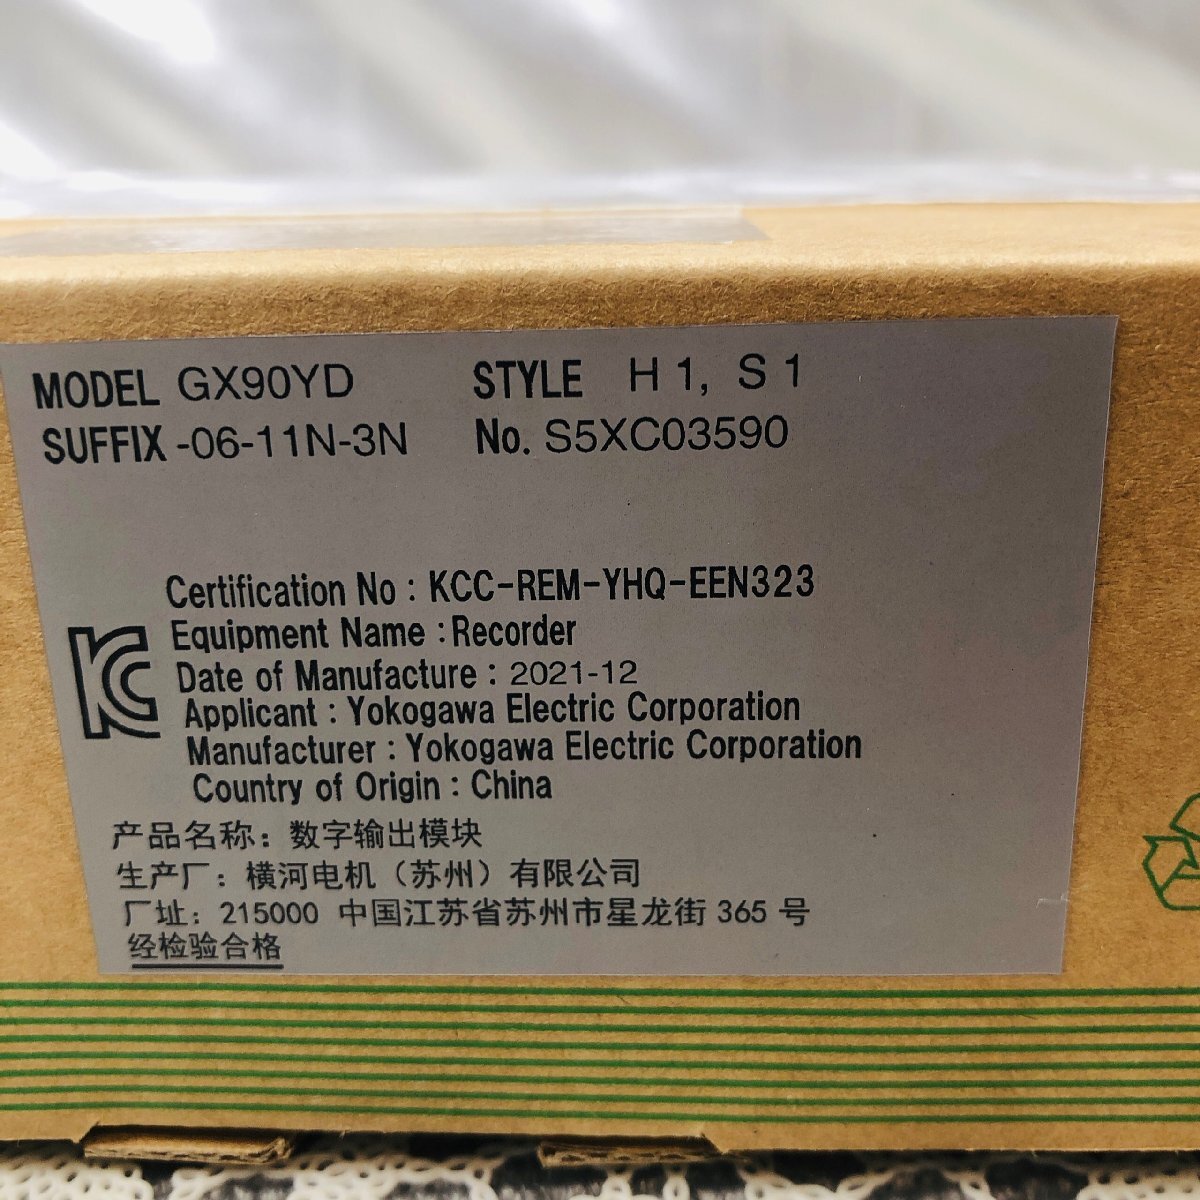 MODEL GX90YD STYLE H 1, S 1
SUFFIX -06-11N-3N No. S5XC03590
Certification No : KCC-REM-YHQ-EEN323
Equipment Name : Recorder
Date of Manufacture : 2021-12
Applicant : Yokogawa Electric Corporation
Manufacturer : Yokogawa Electric Corporation
Country of Origin : China
产品名称：数字输出模块
生产厂：横河电机（苏州）有限公司
厂址：215000 中国江苏省苏州市星龙街 365 号
经检验合格